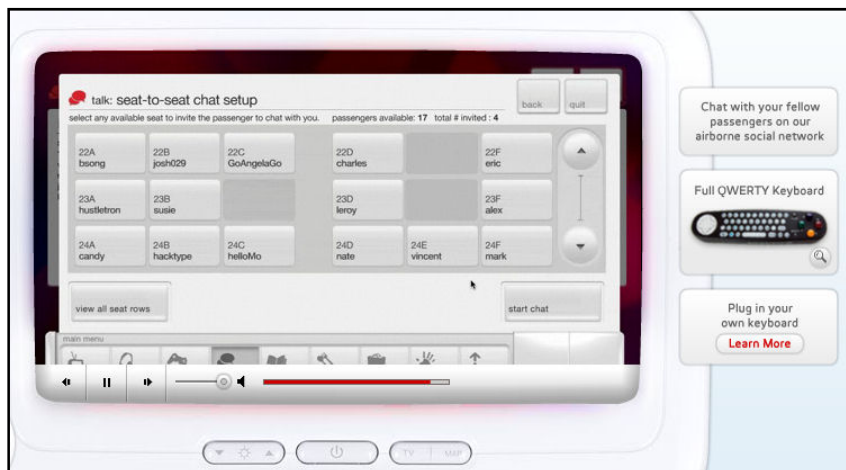 talk: seat-to-seat chat setup
back
quit
select any available seat to invite the passenger to chat with you. passengers available: 17 total # invited : 4
22A
bsong
22B
josh029
22C
GoAngelaGo
22D
charles
22F
eric
23A
hustletron
23B
susie
23D
leroy
23F
alex
24A
candy
24B
hacktype
24C
helloMo
24D
nate
24E
vincent
24F
mark
view all seat rows
start chat
main menu
TV
MAP
Chat with your fellow
passengers on our
airborne social network
Full QWERTY Keyboard
Plug in your
own keyboard
Learn More